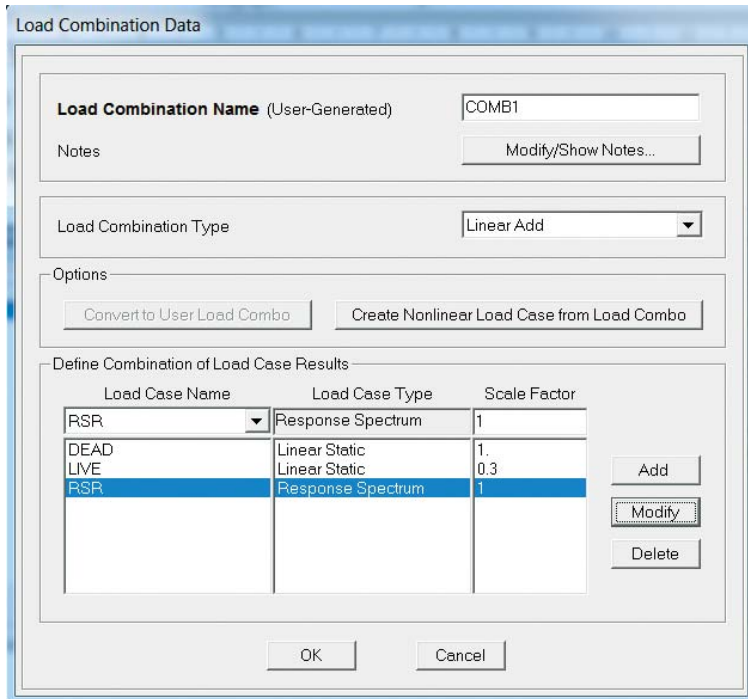 Load Combination Data
Load Combination Name (User-Generated) COMB1
Notes Modify/Show Notes...
Load Combination Type Linear Add
Options
Convert to User Load Combo Create Nonlinear Load Case from Load Combo
Define Combination of Load Case Results
Load Case Name Load Case Type Scale Factor
RSR Response Spectrum 1
DEAD Linear Static 1.
LIVE Linear Static 0.3
RSR Response Spectrum 1
Add
Modify
Delete
OK Cancel